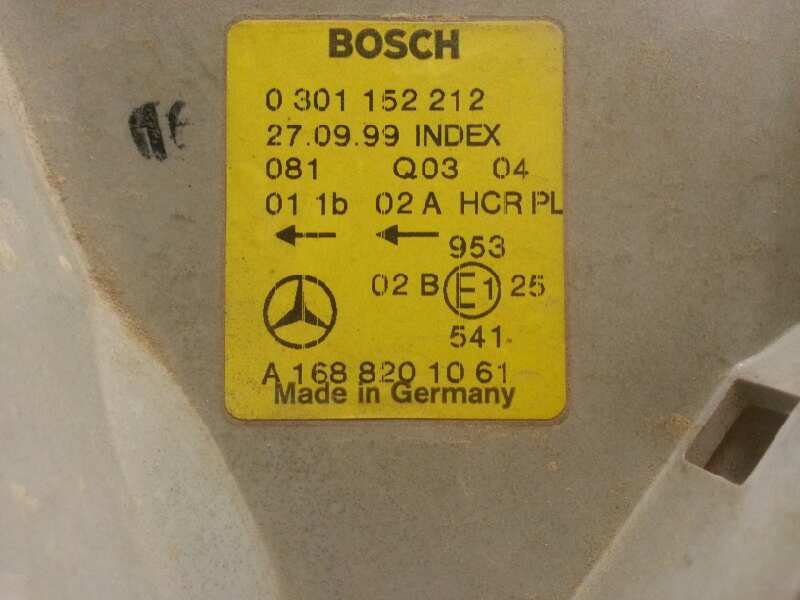 BOSCH
0 301 152 212
27.09.99 INDEX
081 Q03 04
01 1b 02 A HCR PL
953
02 B E1 25
541
A 168 820 10 61
Made in Germany